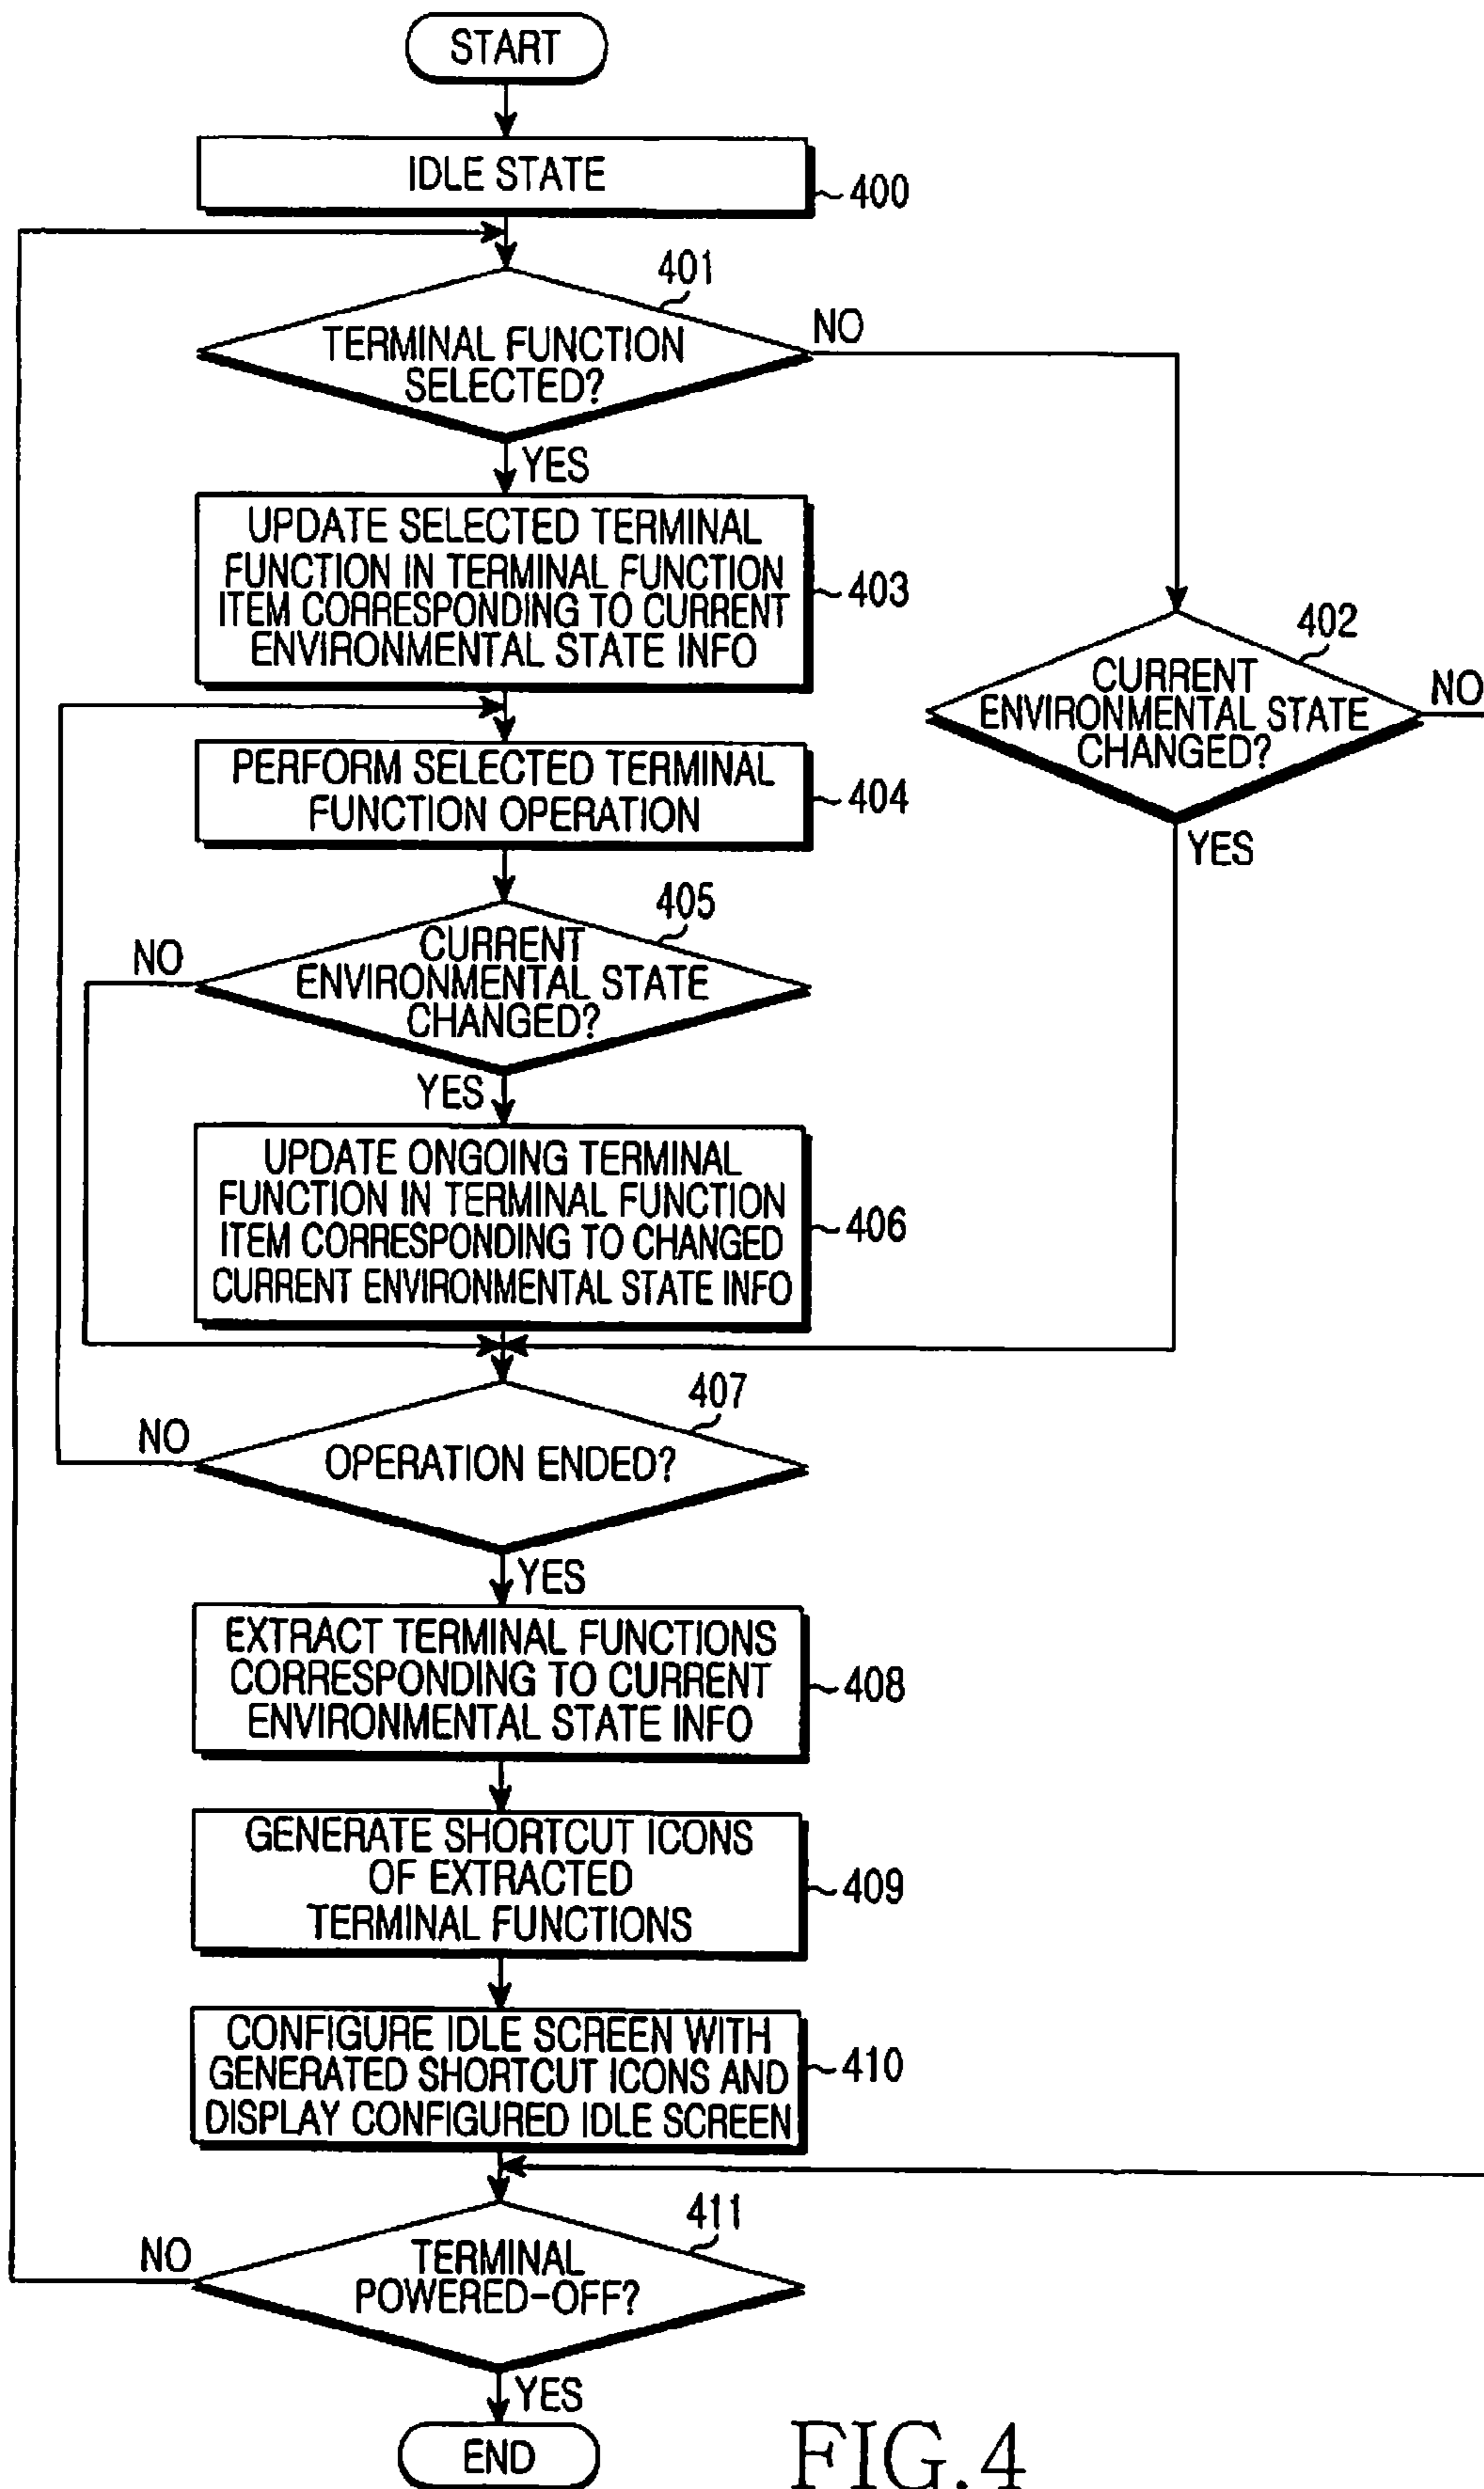 START
IDLE STATE
400
401
TERMINAL FUNCTION
SELECTED?
NO
YES
UPDATE SELECTED TERMINAL
FUNCTION IN TERMINAL FUNCTION
ITEM CORRESPONDING TO CURRENT
ENVIRONMENTAL STATE INFO
403
402
CURRENT
ENVIRONMENTAL STATE
CHANGED?
NO
YES
PERFORM SELECTED TERMINAL
FUNCTION OPERATION
404
405
CURRENT
ENVIRONMENTAL STATE
CHANGED?
NO
YES
UPDATE ONGOING TERMINAL
FUNCTION IN TERMINAL FUNCTION
ITEM CORRESPONDING TO CHANGED
CURRENT ENVIRONMENTAL STATE INFO
406
407
OPERATION ENDED?
NO
YES
EXTRACT TERMINAL FUNCTIONS
CORRESPONDING TO CURRENT
ENVIRONMENTAL STATE INFO
408
GENERATE SHORTCUT ICONS
OF EXTRACTED
TERMINAL FUNCTIONS
409
CONFIGURE IDLE SCREEN WITH
GENERATED SHORTCUT ICONS AND
DISPLAY CONFIGURED IDLE SCREEN
410
411
TERMINAL
POWERED-OFF?
NO
YES
END
FIG.4